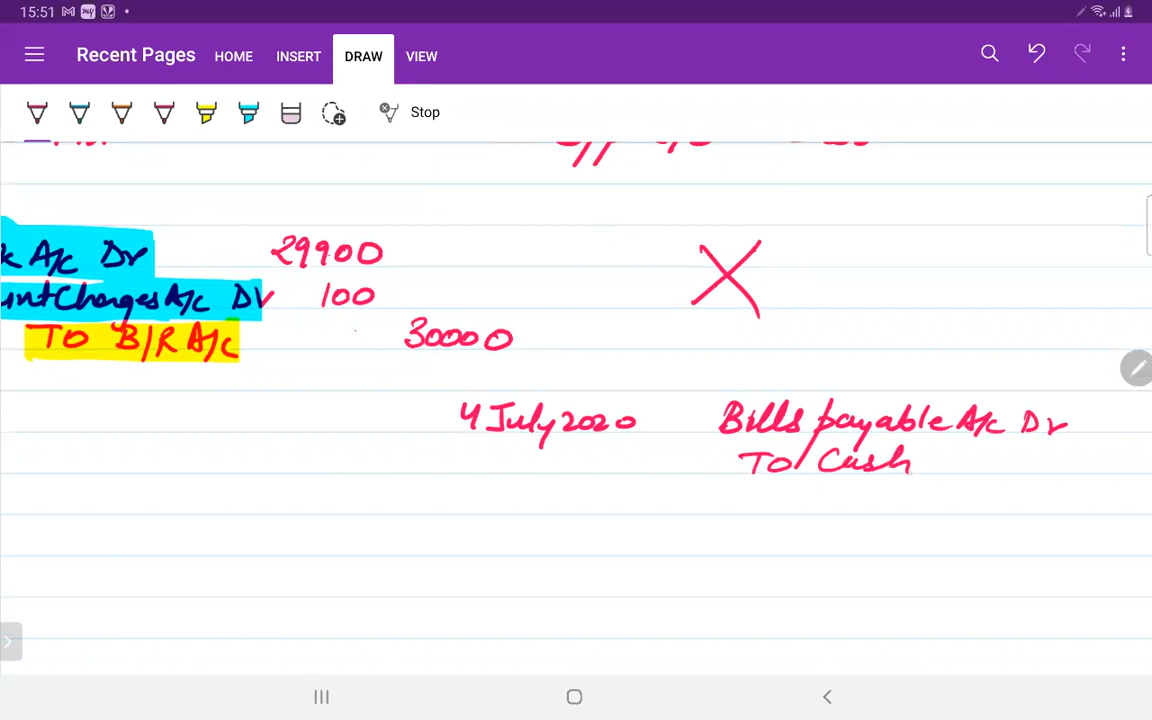 15:51
Recent Pages HOME INSERT DRAW VIEW
Stop
A/c Dr 29900
Charges A/c Dr 100
TO B/R A/c 30000
4 July 2020 Bills payable A/c Dr
TO Cash